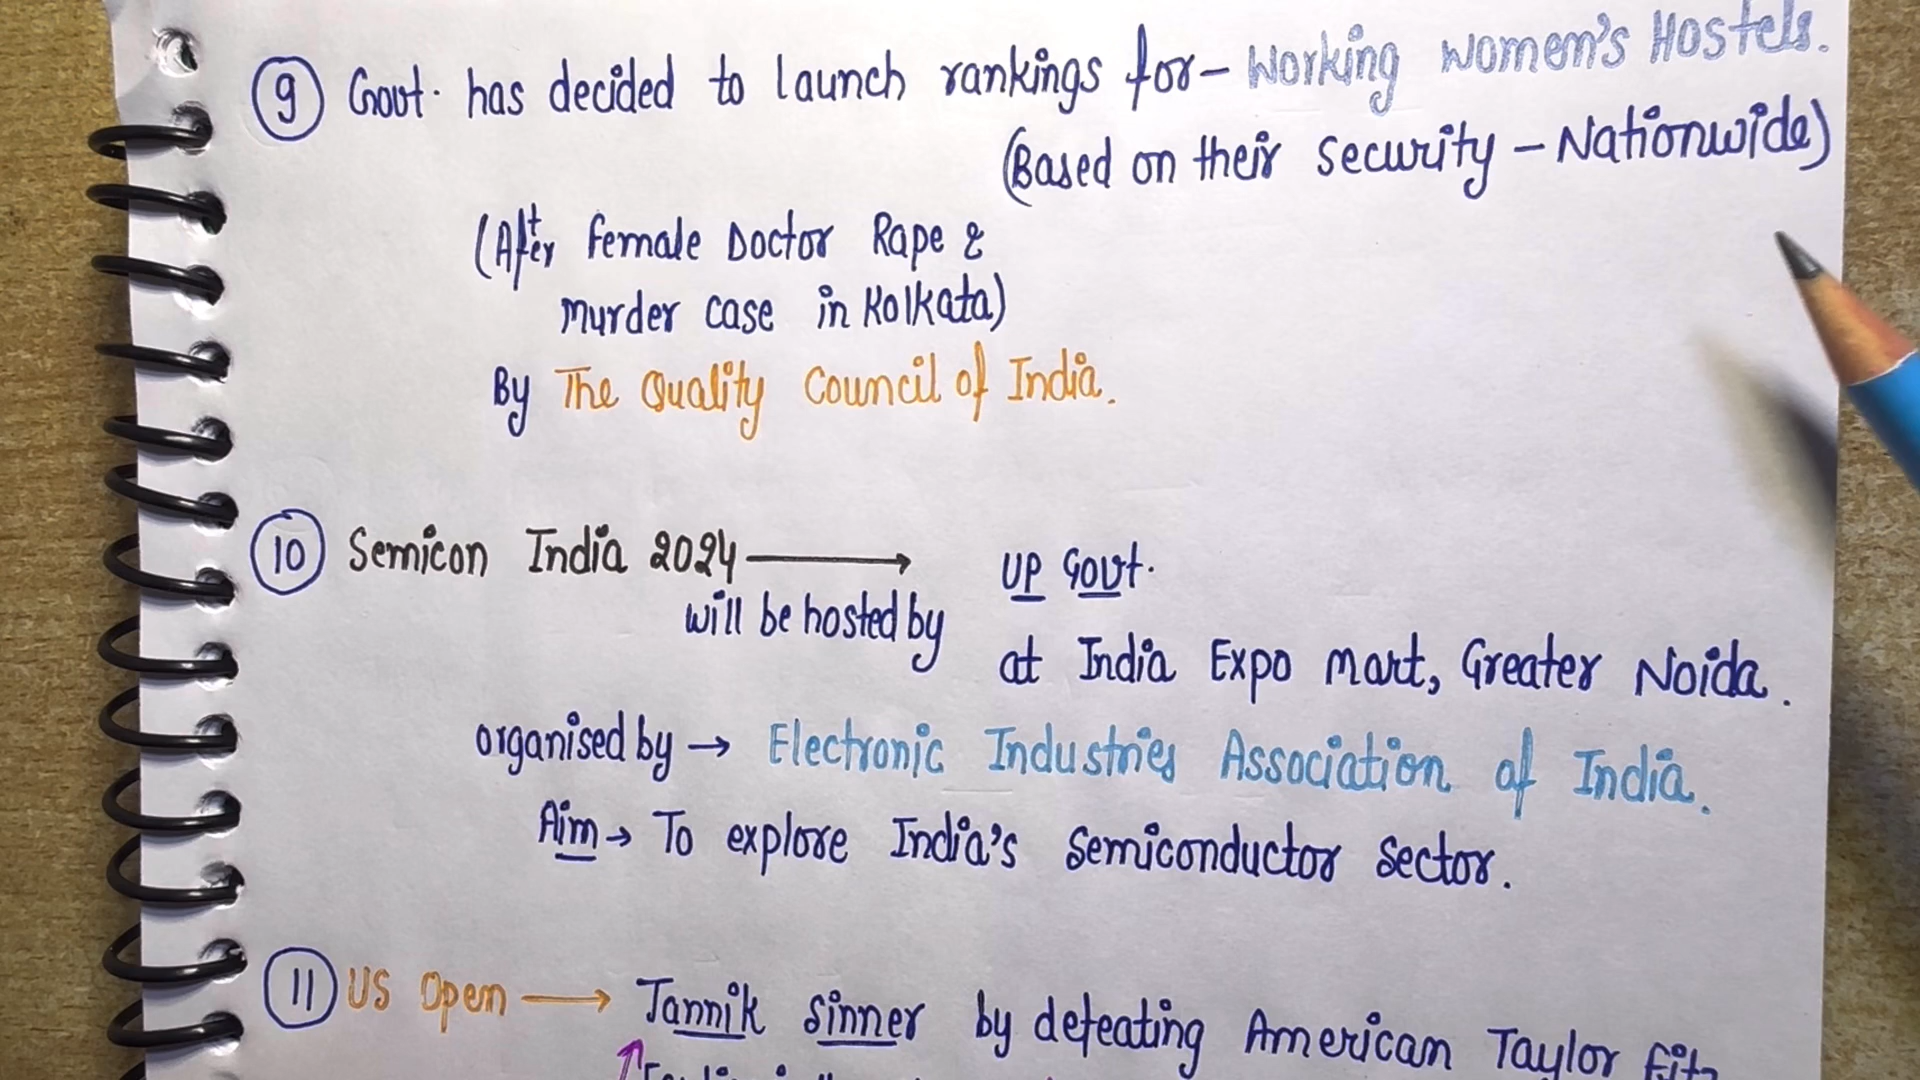 9 Govt. has decided to launch rankings for - Working Women's Hostels.
(Based on their security - Nationwide)
(After female Doctor Rape &
Murder case in Kolkata)
By The Quality Council of India.
10 Semicon India 2024 → UP Govt.
will be hosted by
at India Expo Mart, Greater Noida.
organised by → Electronic Industries Association of India.
Aim → To explore India's Semiconductor Sector.
11 US Open → Jannik Sinner by defeating American Taylor